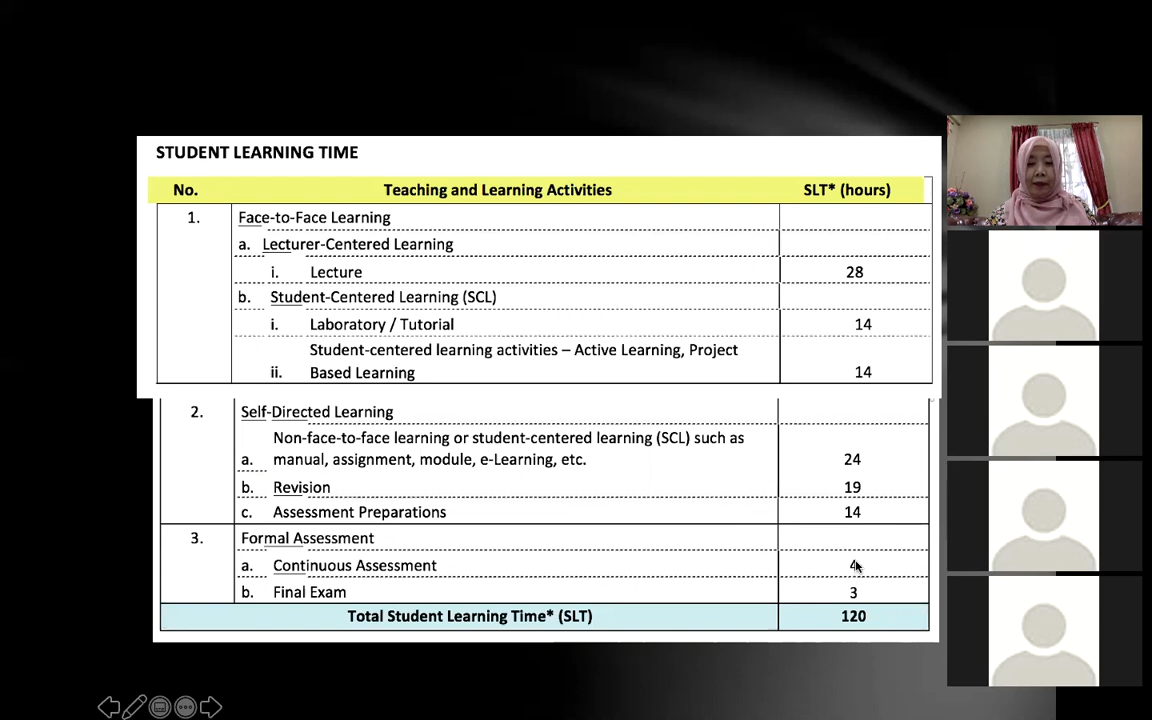 STUDENT LEARNING TIME
No. Teaching and Learning Activities SLT* (hours)
1. Face-to-Face Learning
a. Lecturer-Centered Learning
i. Lecture 28
b. Student-Centered Learning (SCL)
i. Laboratory / Tutorial 14
Student-centered learning activities – Active Learning, Project
ii. Based Learning 14
2. Self-Directed Learning
Non-face-to-face learning or student-centered learning (SCL) such as
a. manual, assignment, module, e-Learning, etc. 24
b. Revision 19
c. Assessment Preparations 14
3. Formal Assessment
a. Continuous Assessment 4
b. Final Exam 3
Total Student Learning Time* (SLT) 120